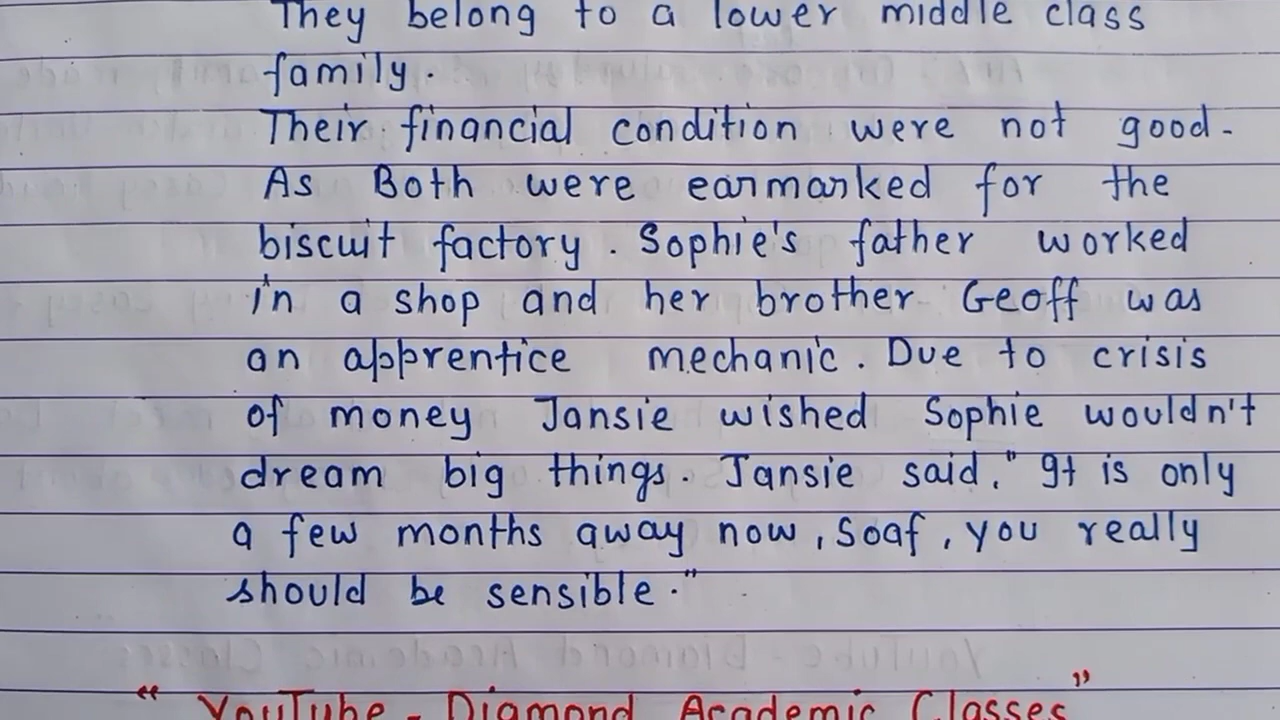 They belong to a lower middle class
family.
Their financial condition were not good.
As Both were earmarked for the
biscuit factory. Sophie's father worked
in a shop and her brother Geoff was
an apprentice mechanic. Due to crisis
of money Jansie wished Sophie wouldn't
dream big things. Jansie said, "It is only
a few months away now, Soaf, you really
should be sensible."
"YouTube - Diamond Academic Classes"